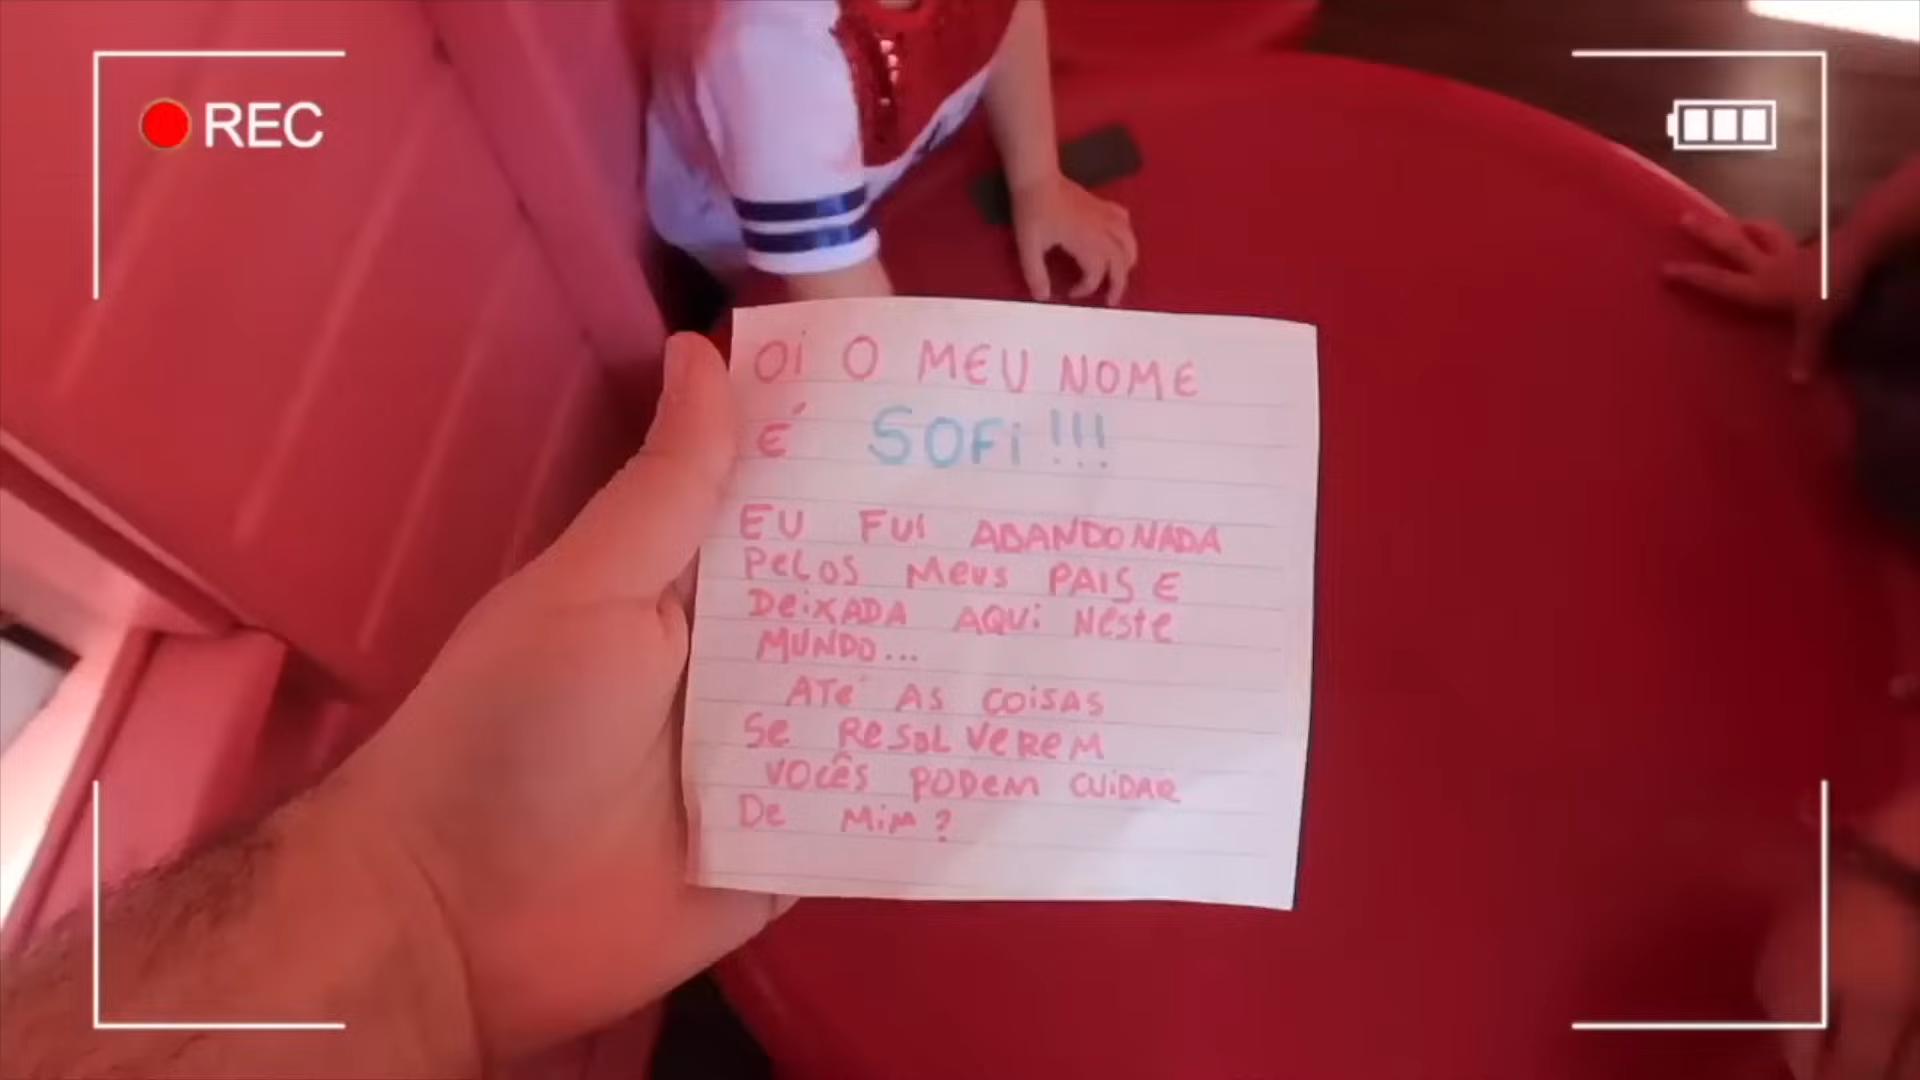 REC
Oi O MEU NOME
É SOFi!!!
EU FUI ABANDONADA
PELOS MEUS PAIS E
DEIXADA AQUI NESTE
MUNDO...
ATÉ AS COISAS
SE RESOLVEREM
VOCÊS PODEM CUIDAR
DE MIM?